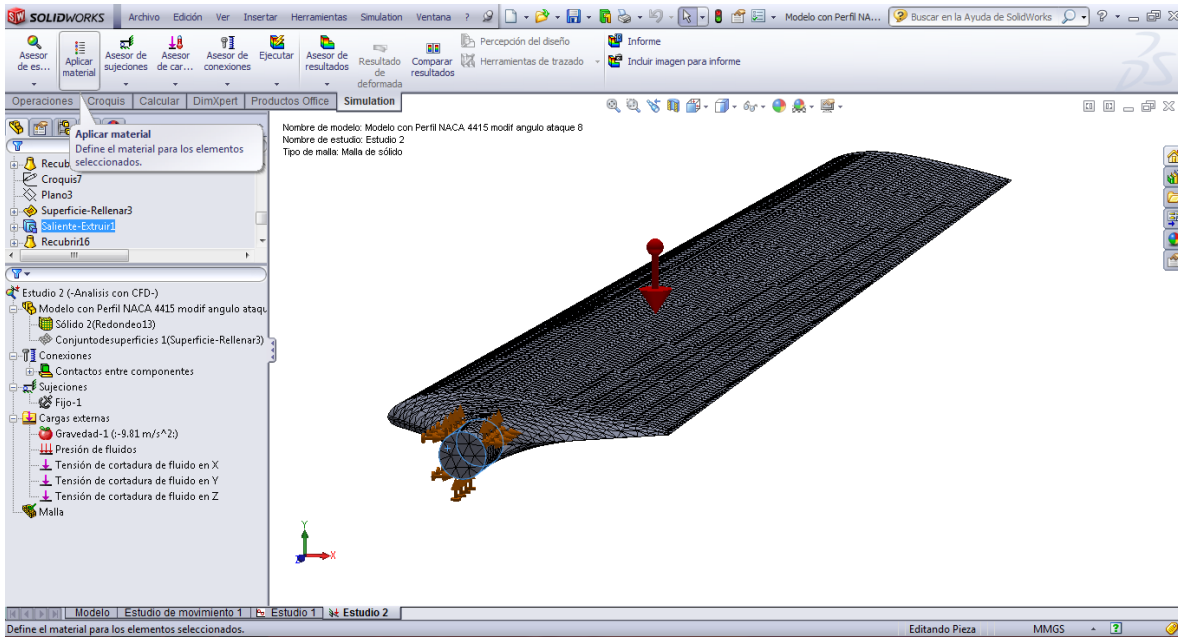 SOLIDWORKS Archivo Edición Ver Insertar Herramientas Simulation Ventana ? Modelo con Perfil NA... Buscar en la Ayuda de SolidWorks ?
Asesor de es...
Aplicar material
Asesor de sujeciones
Asesor de car...
Asesor de conexiones
Ejecutar
Asesor de resultados
Resultado de deformada
Comparar resultados
Percepción del diseño
Herramientas de trazado
Informe
Incluir imagen para informe
Operaciones Croquis Calcular DimXpert Productos Office Simulation
Aplicar material
Define el material para los elementos
seleccionados.
Recub
Croquis7
Plano3
Superficie-Rellenar3
Saliente-Extruir1
Recubrir16
Estudio 2 (-Analisis con CFD-)
Modelo con Perfil NACA 4415 modif angulo ataqu
Sólido 2(Redondeo13)
Conjuntodesuperficies 1(Superficie-Rellenar3)
Conexiones
Contactos entre componentes
Sujeciones
Fijo-1
Cargas externas
Gravedad-1 (:-9.81 m/s^2:)
Presión de fluidos
Tensión de cortadura de fluido en X
Tensión de cortadura de fluido en Y
Tensión de cortadura de fluido en Z
Malla
Nombre de modelo: Modelo con Perfil NACA 4415 modif angulo ataque 8
Nombre de estudio: Estudio 2
Tipo de malla: Malla de sólido
Y
X
Z
Modelo Estudio de movimiento 1 Estudio 1 Estudio 2
Define el material para los elementos seleccionados. Editando Pieza MMGS ?